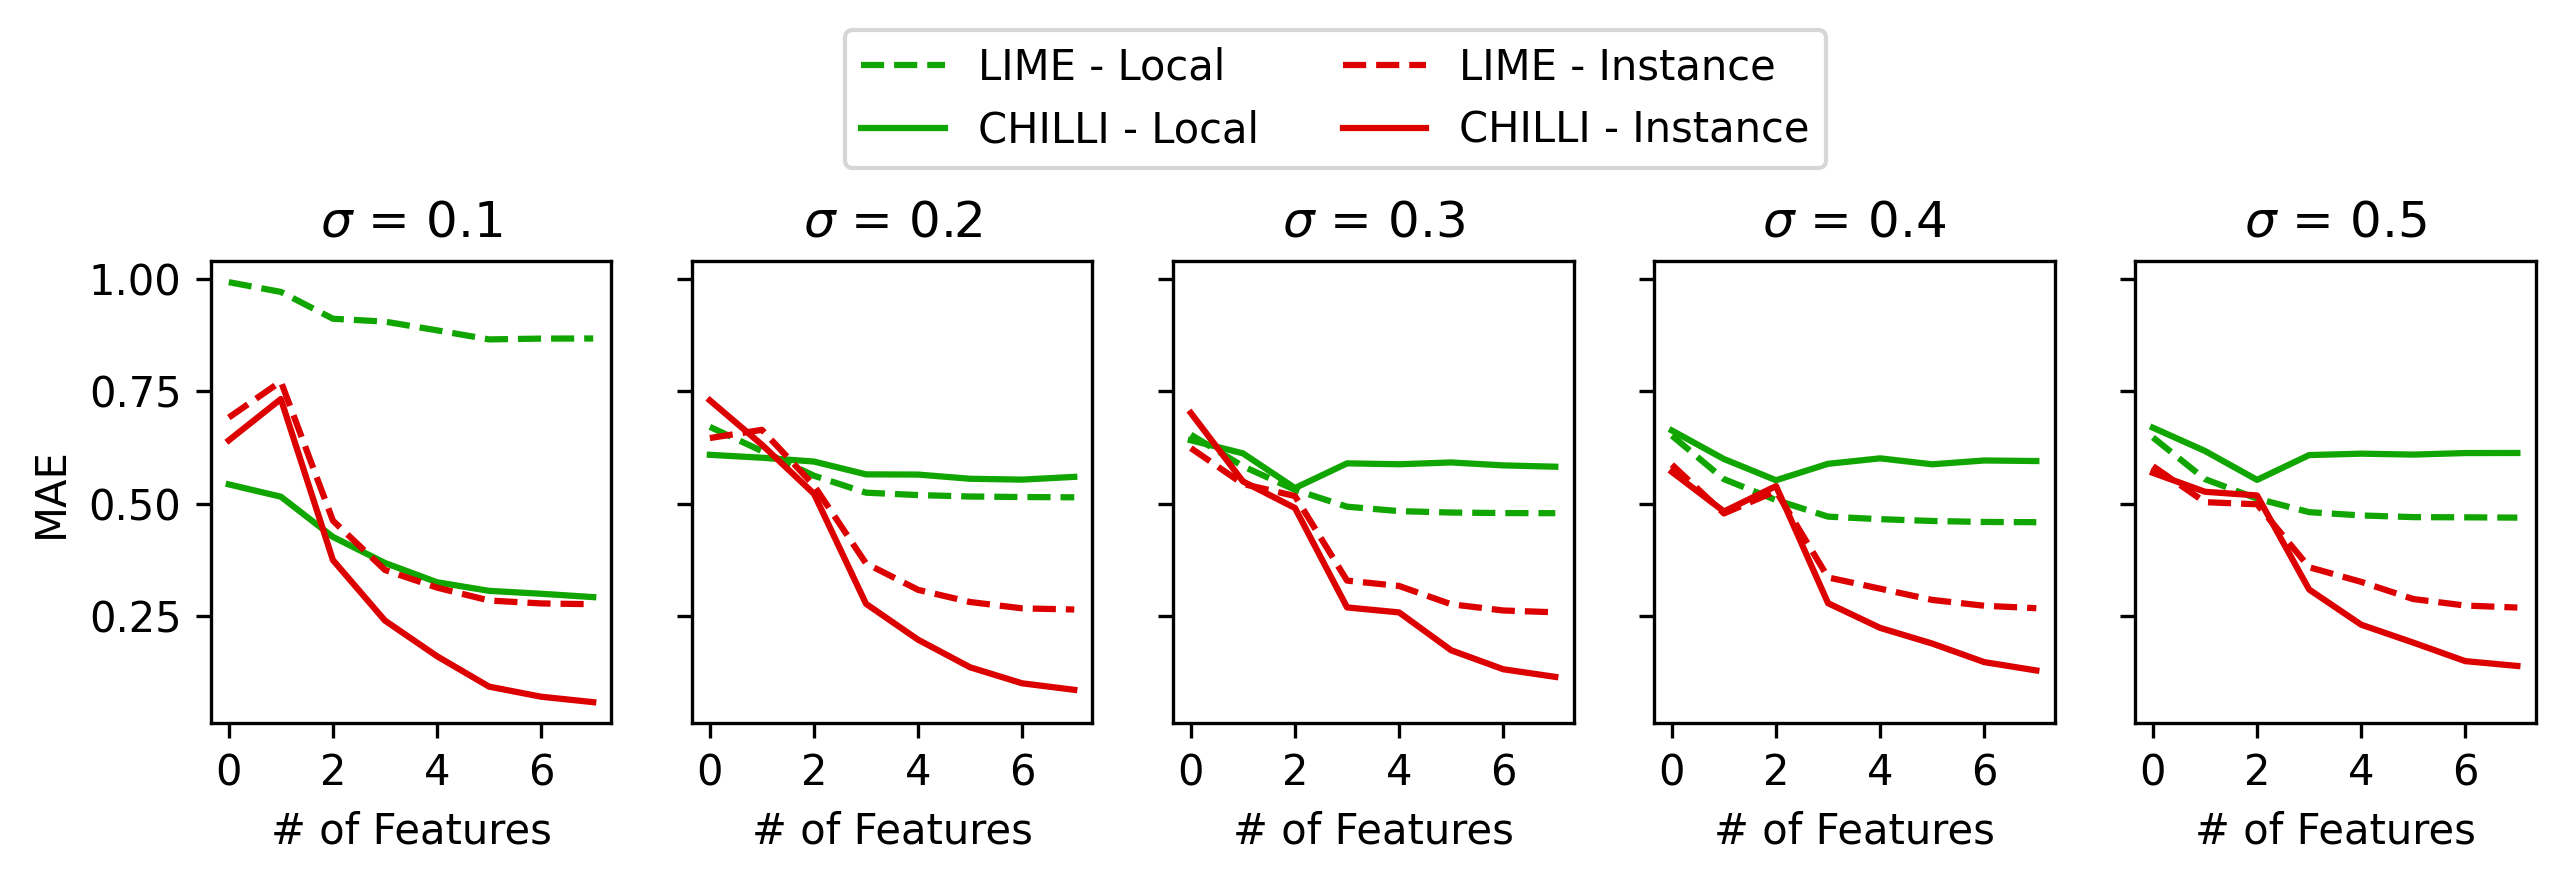 LIME - Local
LIME - Instance
CHILLI - Local
CHILLI - Instance
σ = 0.1
σ = 0.2
σ = 0.3
σ = 0.4
σ = 0.5
MAE
1.00
0.75
0.50
0.25
0 2 4 6
0 2 4 6
0 2 4 6
0 2 4 6
0 2 4 6
# of Features
# of Features
# of Features
# of Features
# of Features